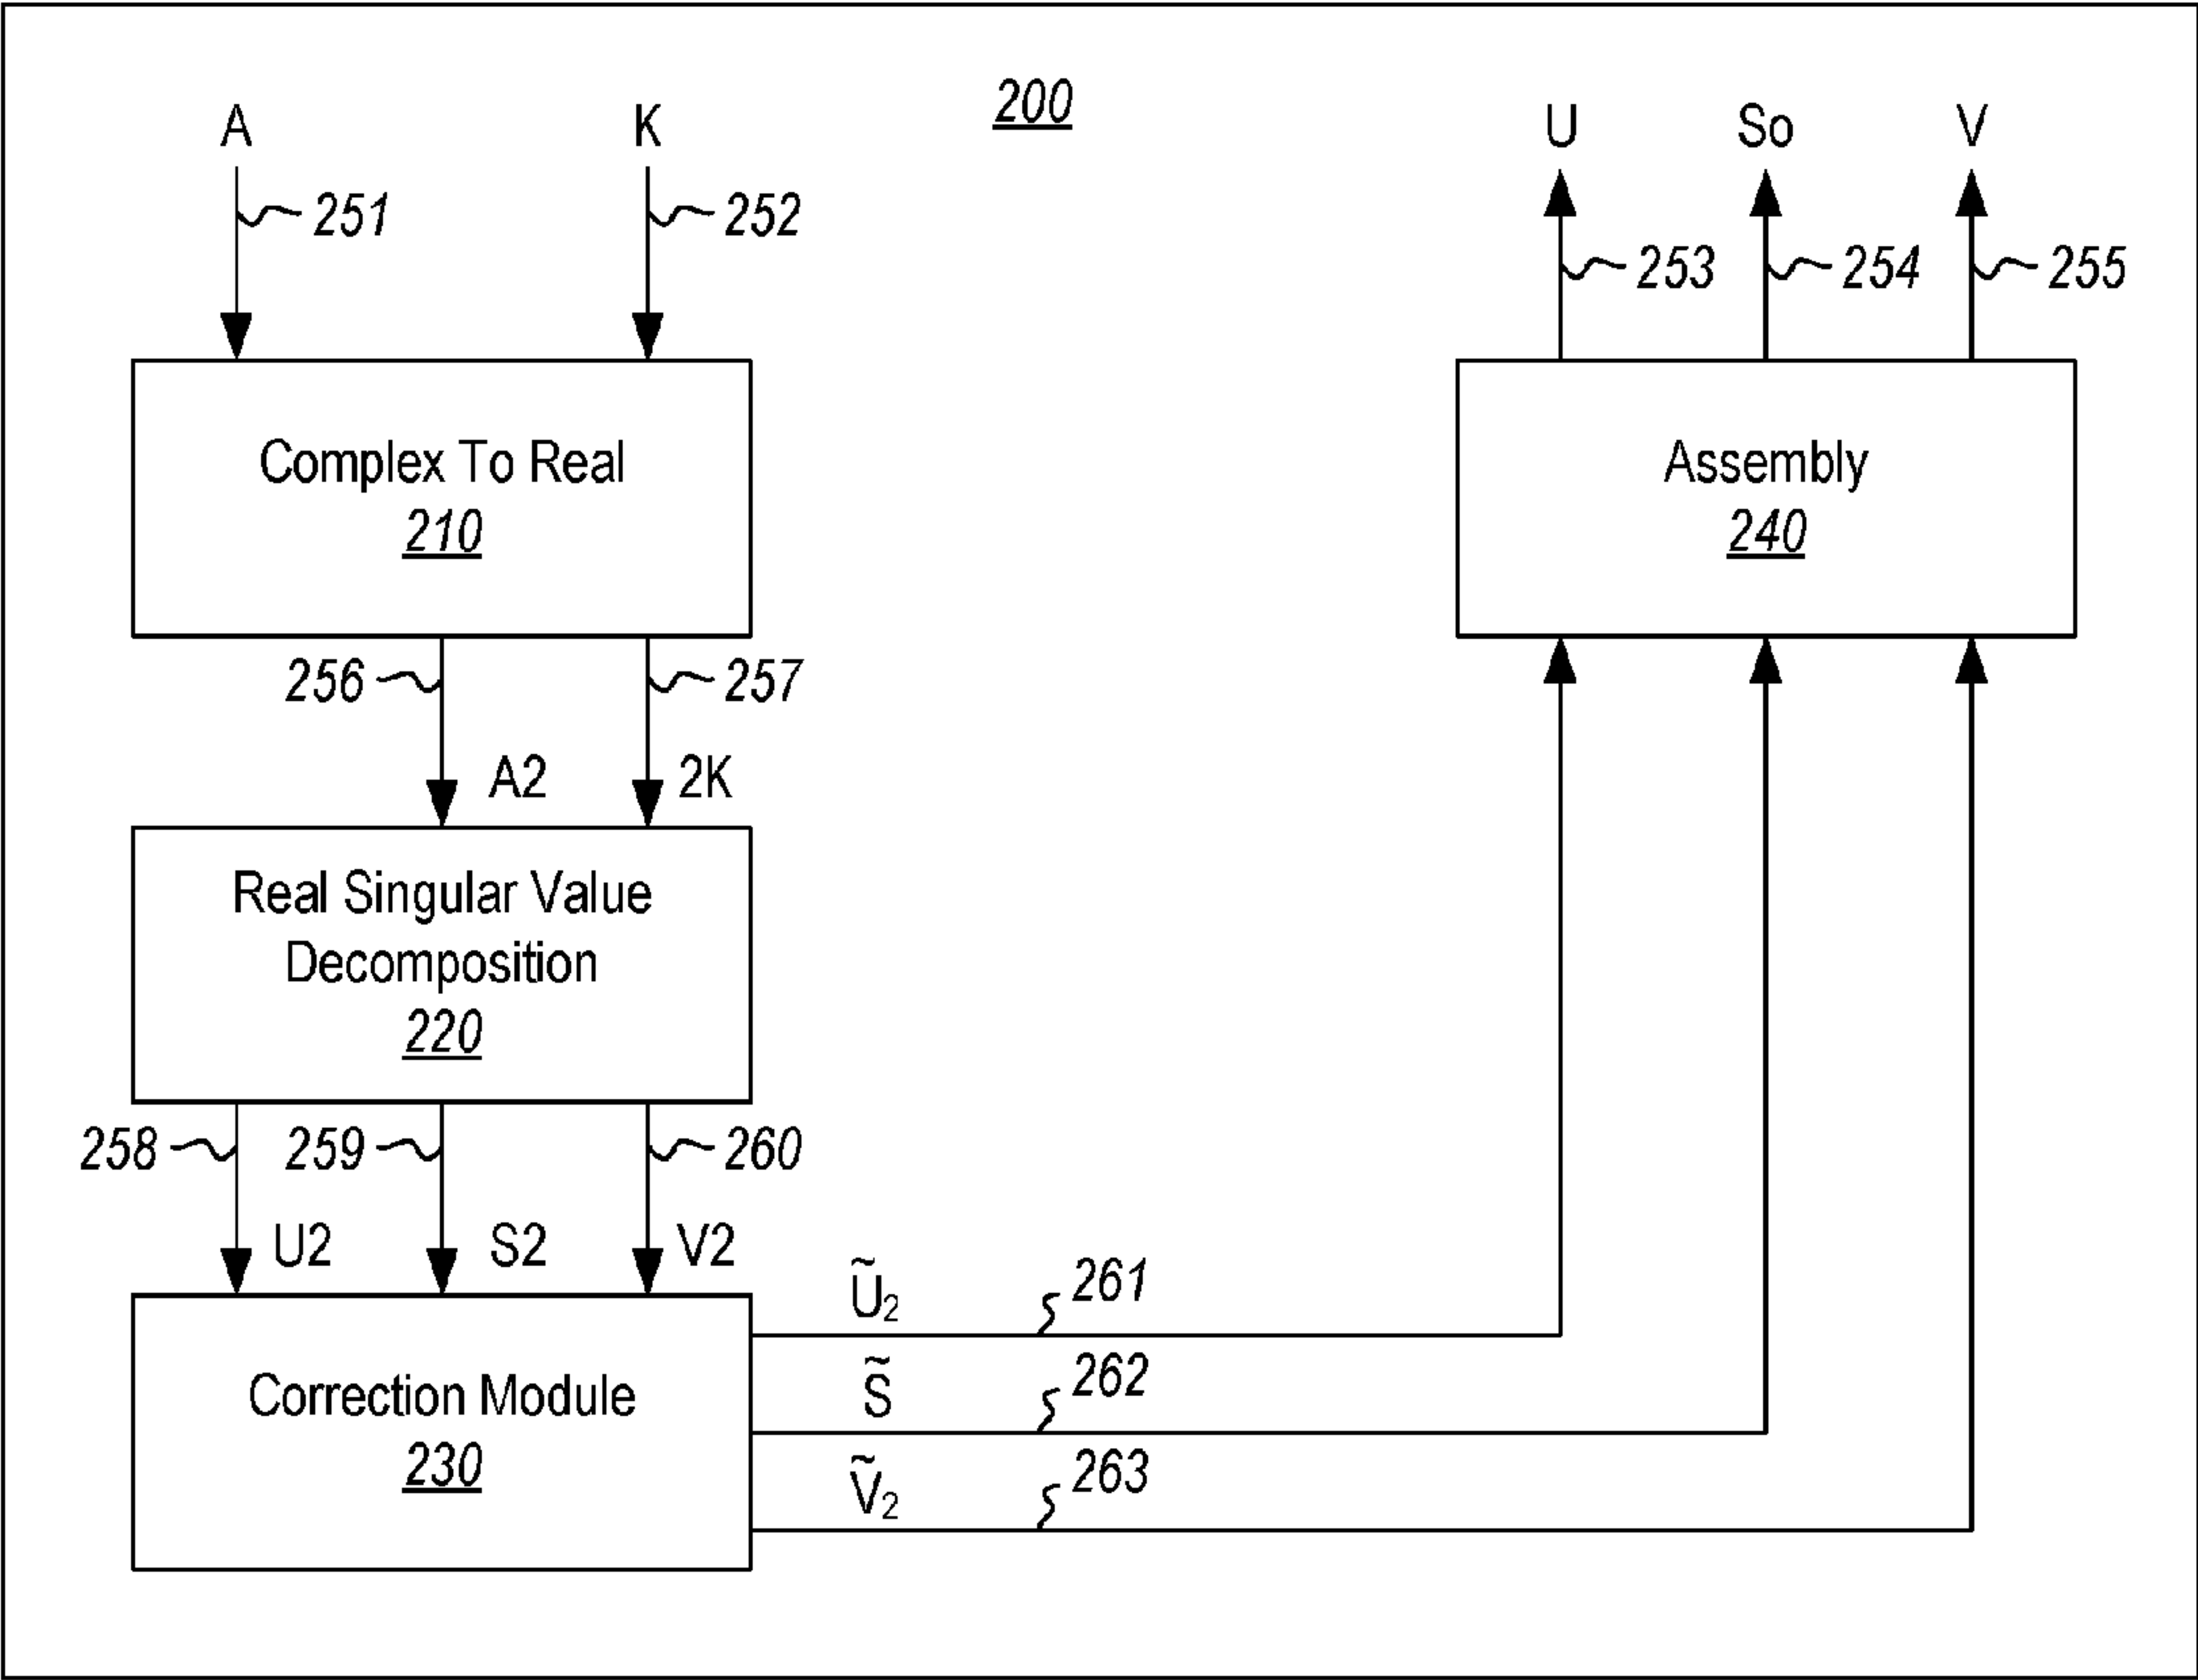 200
A
K
U
So
V
251
252
253
254
255
Complex To Real
210
Assembly
240
256
257
A2
2K
Real Singular Value
Decomposition
220
258
259
260
U2
S2
V2
Ũ₂
261
S̃
262
Ṽ₂
263
Correction Module
230